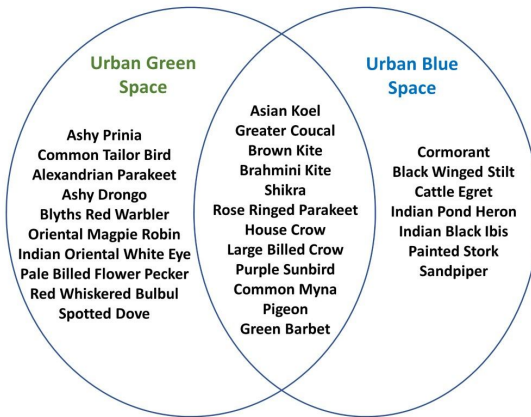 Urban Green
Space
Ashy Prinia
Common Tailor Bird
Alexandrian Parakeet
Ashy Drongo
Blyths Red Warbler
Oriental Magpie Robin
Indian Oriental White Eye
Pale Billed Flower Pecker
Red Whiskered Bulbul
Spotted Dove
Asian Koel
Greater Coucal
Brown Kite
Brahmini Kite
Shikra
Rose Ringed Parakeet
House Crow
Large Billed Crow
Purple Sunbird
Common Myna
Pigeon
Green Barbet
Urban Blue
Space
Cormorant
Black Winged Stilt
Cattle Egret
Indian Pond Heron
Indian Black Ibis
Painted Stork
Sandpiper